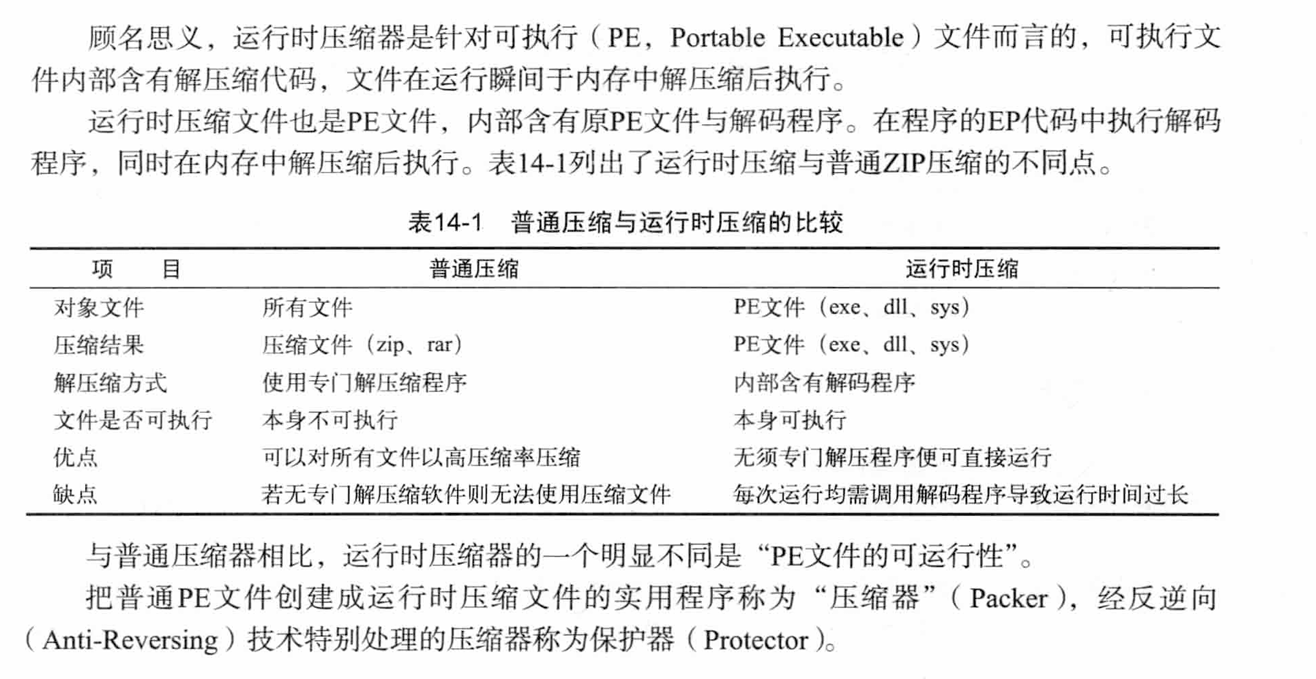 顾名思义，运行时压缩器是针对可执行（PE，Portable Executable）文件而言的，可执行文
件内部含有解压缩代码，文件在运行瞬间于内存中解压缩后执行。
运行时压缩文件也是PE文件，内部含有原PE文件与解码程序。在程序的EP代码中执行解码
程序，同时在内存中解压缩后执行。表14-1列出了运行时压缩与普通ZIP压缩的不同点。
表14-1　普通压缩与运行时压缩的比较
项　目　普通压缩　运行时压缩
对象文件　所有文件　PE文件（exe、dll、sys）
压缩结果　压缩文件（zip、rar）　PE文件（exe、dll、sys）
解压缩方式　使用专门解压缩程序　内部含有解码程序
文件是否可执行　本身不可执行　本身可执行
优点　可以对所有文件以高压缩率压缩　无须专门解压程序便可直接运行
缺点　若无专门解压缩软件则无法使用压缩文件　每次运行均需调用解码程序导致运行时间过长
与普通压缩器相比，运行时压缩器的一个明显不同是“PE文件的可运行性”。
把普通PE文件创建成运行时压缩文件的实用程序称为“压缩器”（Packer），经反逆向
（Anti-Reversing）技术特别处理的压缩器称为保护器（Protector）。